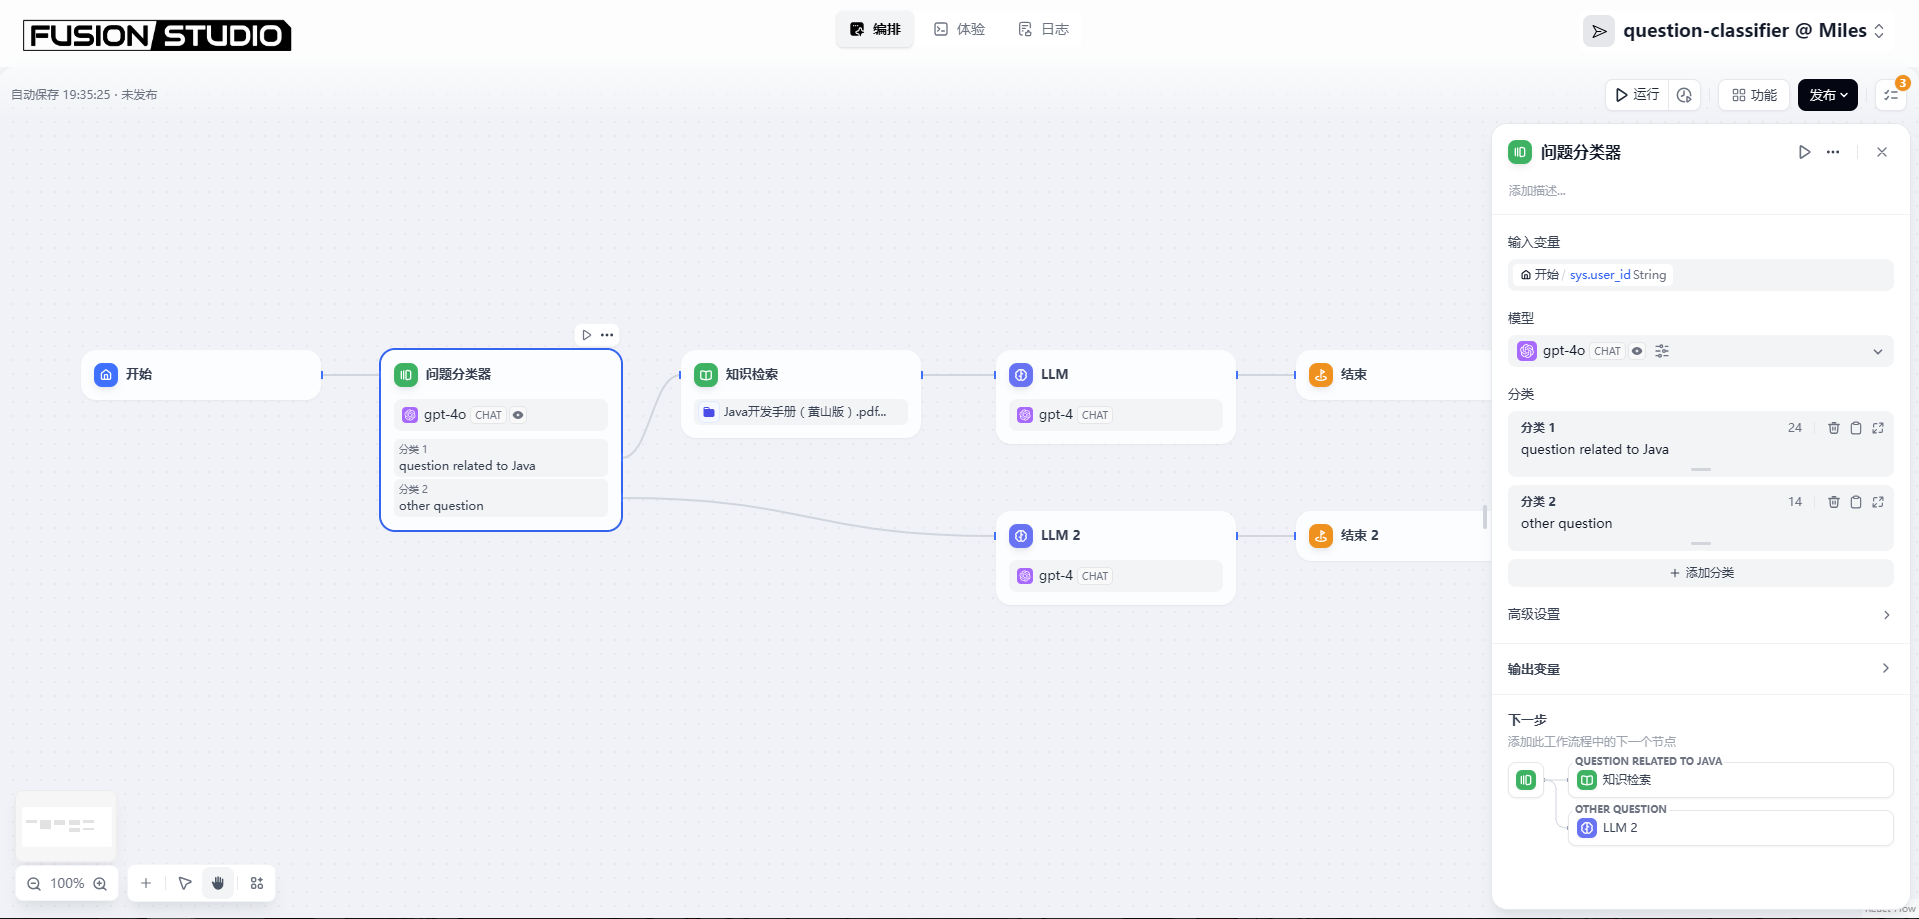 FUSION STUDIO
编排
体验
日志
question-classifier @ Miles
自动保存 19:35:25 · 未发布
运行
功能
发布
3
开始
问题分类器
gpt-4o CHAT
分类 1
question related to Java
分类 2
other question
知识检索
Java开发手册（黄山版）.pdf...
LLM
gpt-4 CHAT
结束
LLM 2
gpt-4 CHAT
结束 2
100%
问题分类器
添加描述...
输入变量
开始 / sys.user_id String
模型
gpt-4o CHAT
分类
分类 1 24
question related to Java
分类 2 14
other question
+ 添加分类
高级设置
输出变量
下一步
添加此工作流程中的下一个节点
QUESTION RELATED TO JAVA
知识检索
OTHER QUESTION
LLM 2